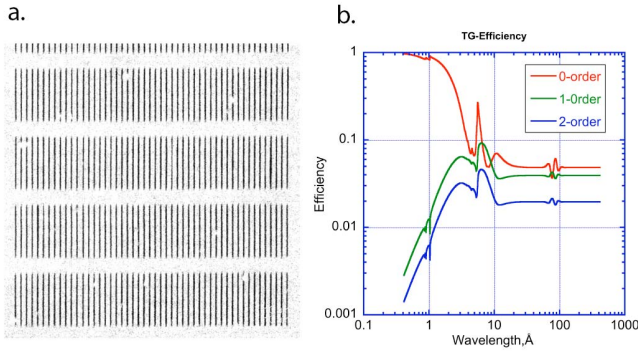 a.
b.
TG-Efficiency
1
0.1
0.01
0.001
Efficiency
0-order
1-0rder
2-order
0.1
1
10
100
1000
Wavelength,Å